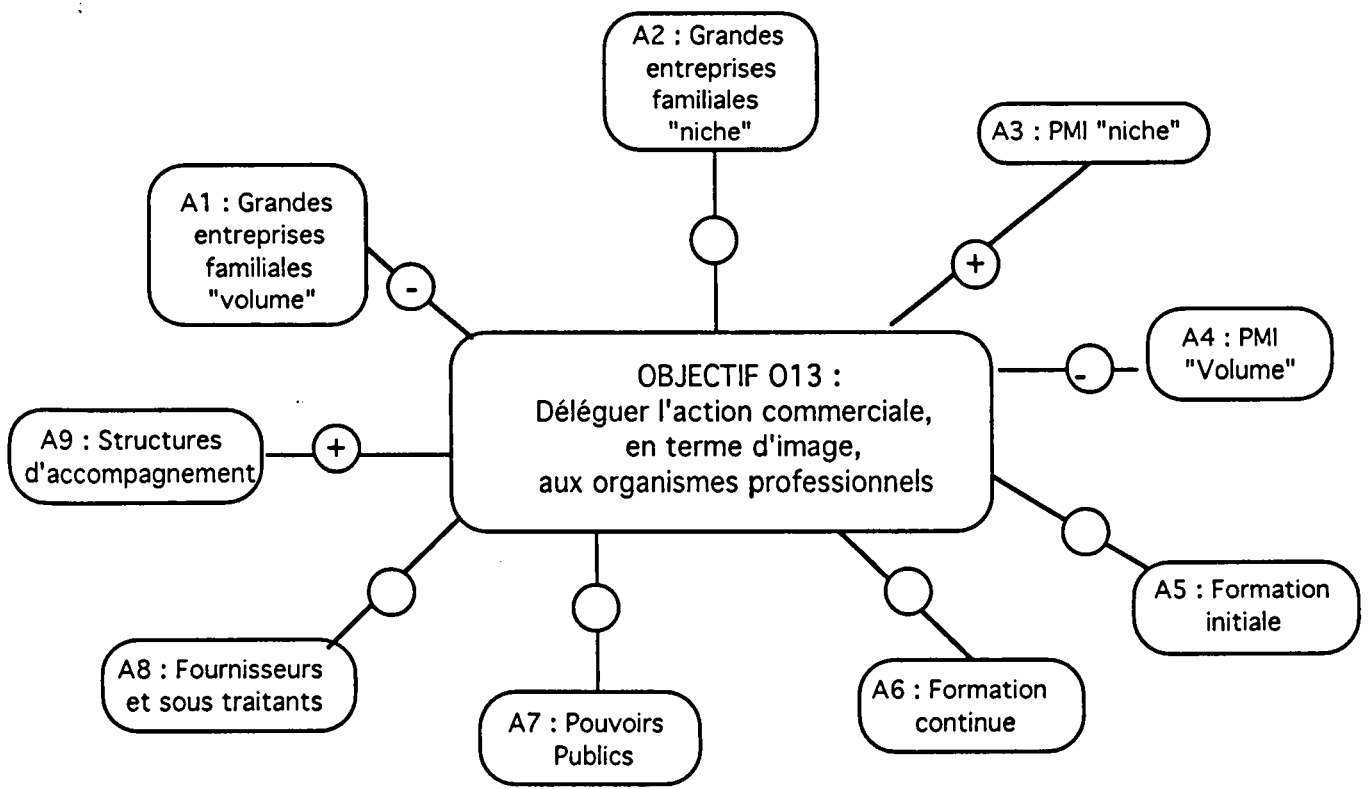 A2 : Grandes
entreprises
familiales
"niche"
A3 : PMI "niche"
A1 : Grandes
entreprises
familiales
"volume"
-
+
A4 : PMI
"Volume"
-
OBJECTIF O13 :
Déléguer l'action commerciale,
en terme d'image,
aux organismes professionnels
A9 : Structures
d'accompagnement
+
A5 : Formation
initiale
A8 : Fournisseurs
et sous traitants
A6 : Formation
continue
A7 : Pouvoirs
Publics